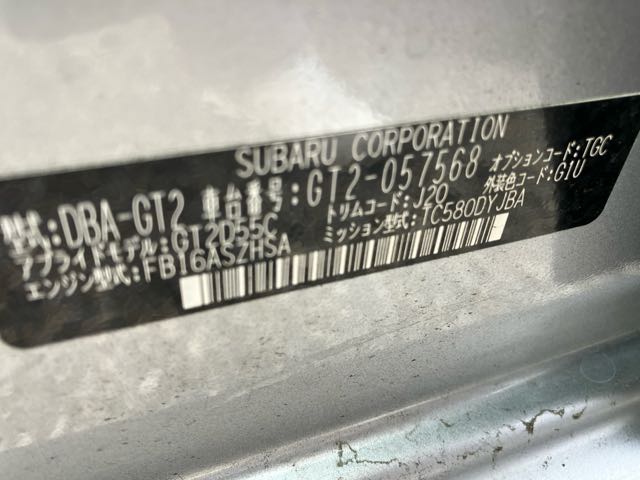 SUBARU CORPORATION
型式: DBA-GT2 車台番号: GT2-057568 オプションコード: TGC
アプライドモデル: GT2D55C トリムコード: J20 外装色コード: G1U
エンジン型式: FB16ASZHSA ミッション型式: TC580DYJBA